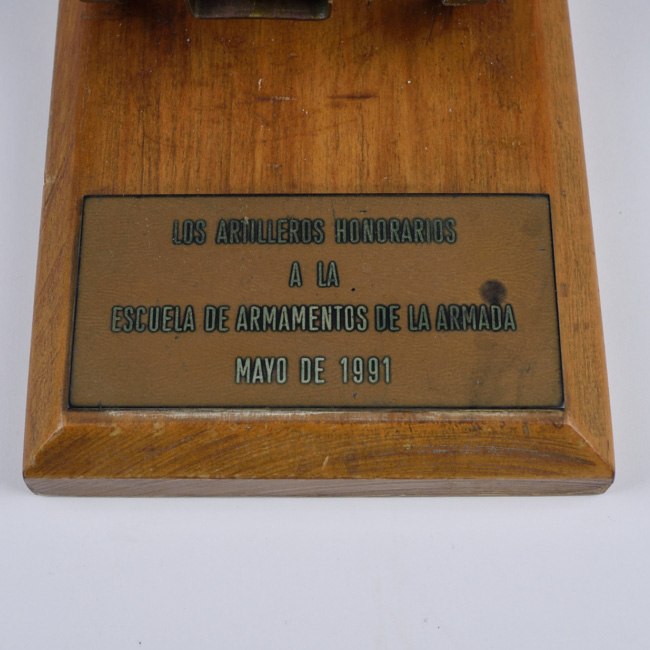 LOS ARTILLEROS HONORARIOS
A LA
ESCUELA DE ARMAMENTOS DE LA ARMADA
MAYO DE 1991